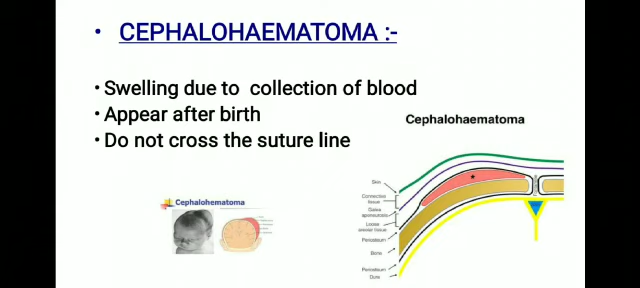 • CEPHALOHAEMATOMA :-
• Swelling due to collection of blood
• Appear after birth
• Do not cross the suture line
Cephalohaematoma
Cephalohematoma
Skin
Connective
tissue
Galea
aponeurotic
Loose
areolar tissue
Periosteum
Bone
Periosteum
Dura